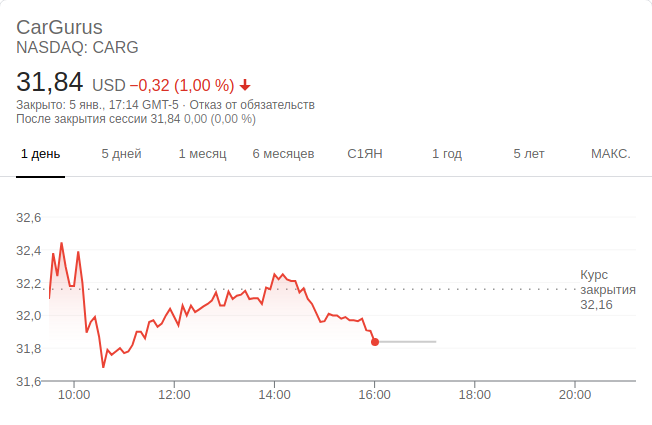 CarGurus
NASDAQ: CARG
31,84 USD −0,32 (1,00 %)
Закрыто: 5 янв., 17:14 GMT-5 · Отказ от обязательств
После закрытия сессии 31,84 0,00 (0,00 %)
1 день 5 дней 1 месяц 6 месяцев С1ЯН 1 год 5 лет МАКС.
32,6
32,4
32,2
32,0
31,8
31,6
Курс
закрытия
32,16
10:00 12:00 14:00 16:00 18:00 20:00